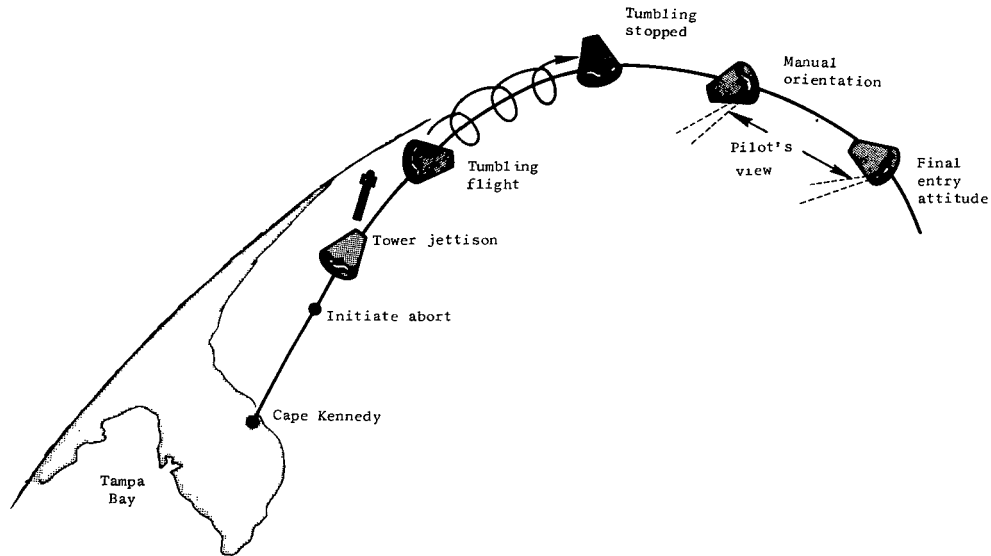 Tumbling
stopped
Manual
orientation
Pilot's
view
Final
entry
attitude
Tumbling
flight
Tower jettison
Initiate abort
Cape Kennedy
Tampa
Bay